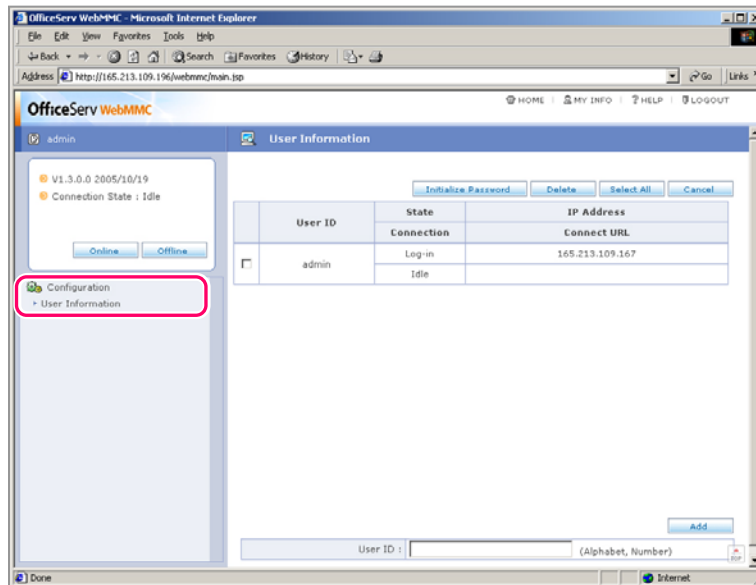 OfficeServ WebMMC - Microsoft Internet Explorer
File Edit View Favorites Tools Help
Back Search Favorites History
Address http://165.213.109.196/webmmc/main.jsp Go Links
OfficeServ WebMMC
HOME | MY INFO | ? HELP | LOGOUT
admin
User Information
V1.3.0.0 2005/10/19
Connection State : Idle
Online Offline
Configuration
User Information
Initialize Password Delete Select All Cancel
User ID State IP Address
Connection Connect URL
admin Log-in 165.213.109.167
Idle
Add
User ID : (Alphabet, Number)
TOP
Done Internet